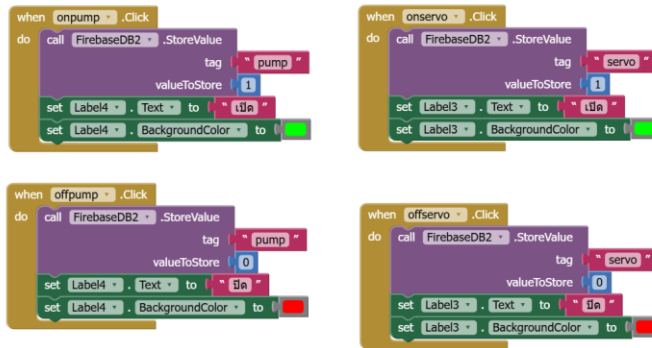 when onpump .Click
do call FirebaseDB2 .StoreValue
tag " pump "
valueToStore 1
set Label4 . Text to " เปิด "
set Label4 . BackgroundColor to
when onservo .Click
do call FirebaseDB2 .StoreValue
tag " servo "
valueToStore 1
set Label3 . Text to " เปิด "
set Label3 . BackgroundColor to
when offpump .Click
do call FirebaseDB2 .StoreValue
tag " pump "
valueToStore 0
set Label4 . Text to " ปิด "
set Label4 . BackgroundColor to
when offservo .Click
do call FirebaseDB2 .StoreValue
tag " servo "
valueToStore 0
set Label3 . Text to " ปิด "
set Label3 . BackgroundColor to